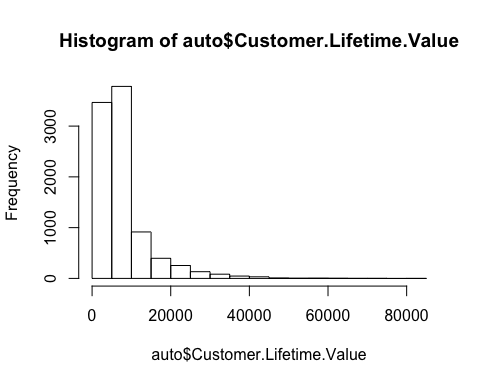 Histogram of auto$Customer.Lifetime.Value
Frequency
3000
2000
1000
0
0 20000 40000 60000 80000
auto$Customer.Lifetime.Value